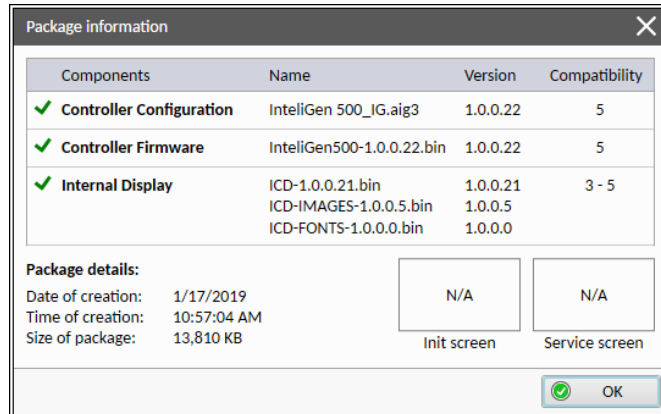 Package information
Components Name Version Compatibility
Controller Configuration InteliGen 500_IG.aig3 1.0.0.22 5
Controller Firmware InteliGen500-1.0.0.22.bin 1.0.0.22 5
Internal Display ICD-1.0.0.21.bin 1.0.0.21 3 - 5
ICD-IMAGES-1.0.0.5.bin 1.0.0.5
ICD-FONTS-1.0.0.0.bin 1.0.0.0
Package details:
Date of creation: 1/17/2019
Time of creation: 10:57:04 AM
Size of package: 13,810 KB
N/A N/A
Init screen Service screen
OK